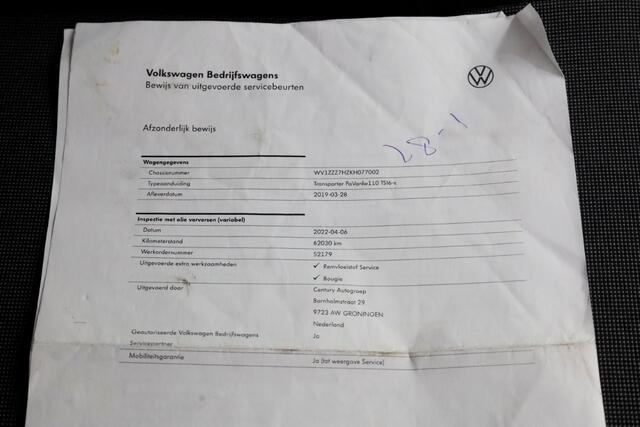 Volkswagen Bedrijfswagens
Bewijs van uitgevoerde servicebeurten
Afzonderlijk bewijs
28-1
Wagengegevens
Chassisnummer WV1ZZZ7HZKH077002
Typeaanduiding Transporter PaVanlw110 TSI6-s
Afleverdatum 2019-03-28
Inspectie met olie verversen (variabel)
Datum 2022-04-06
Kilometerstand 62030 km
Werkordernummer 52179
Uitgevoerde extra werkzaamheden ✓ Remvloeistof Service
✓ Bougie
Uitgevoerd door Century Autogroep
Bornholmstraat 29
9723 AW GRONINGEN
Nederland
Geautoriseerde Volkswagen Bedrijfswagens Ja
Servicepartner
Mobiliteitsgarantie Ja (tot weergave Service)